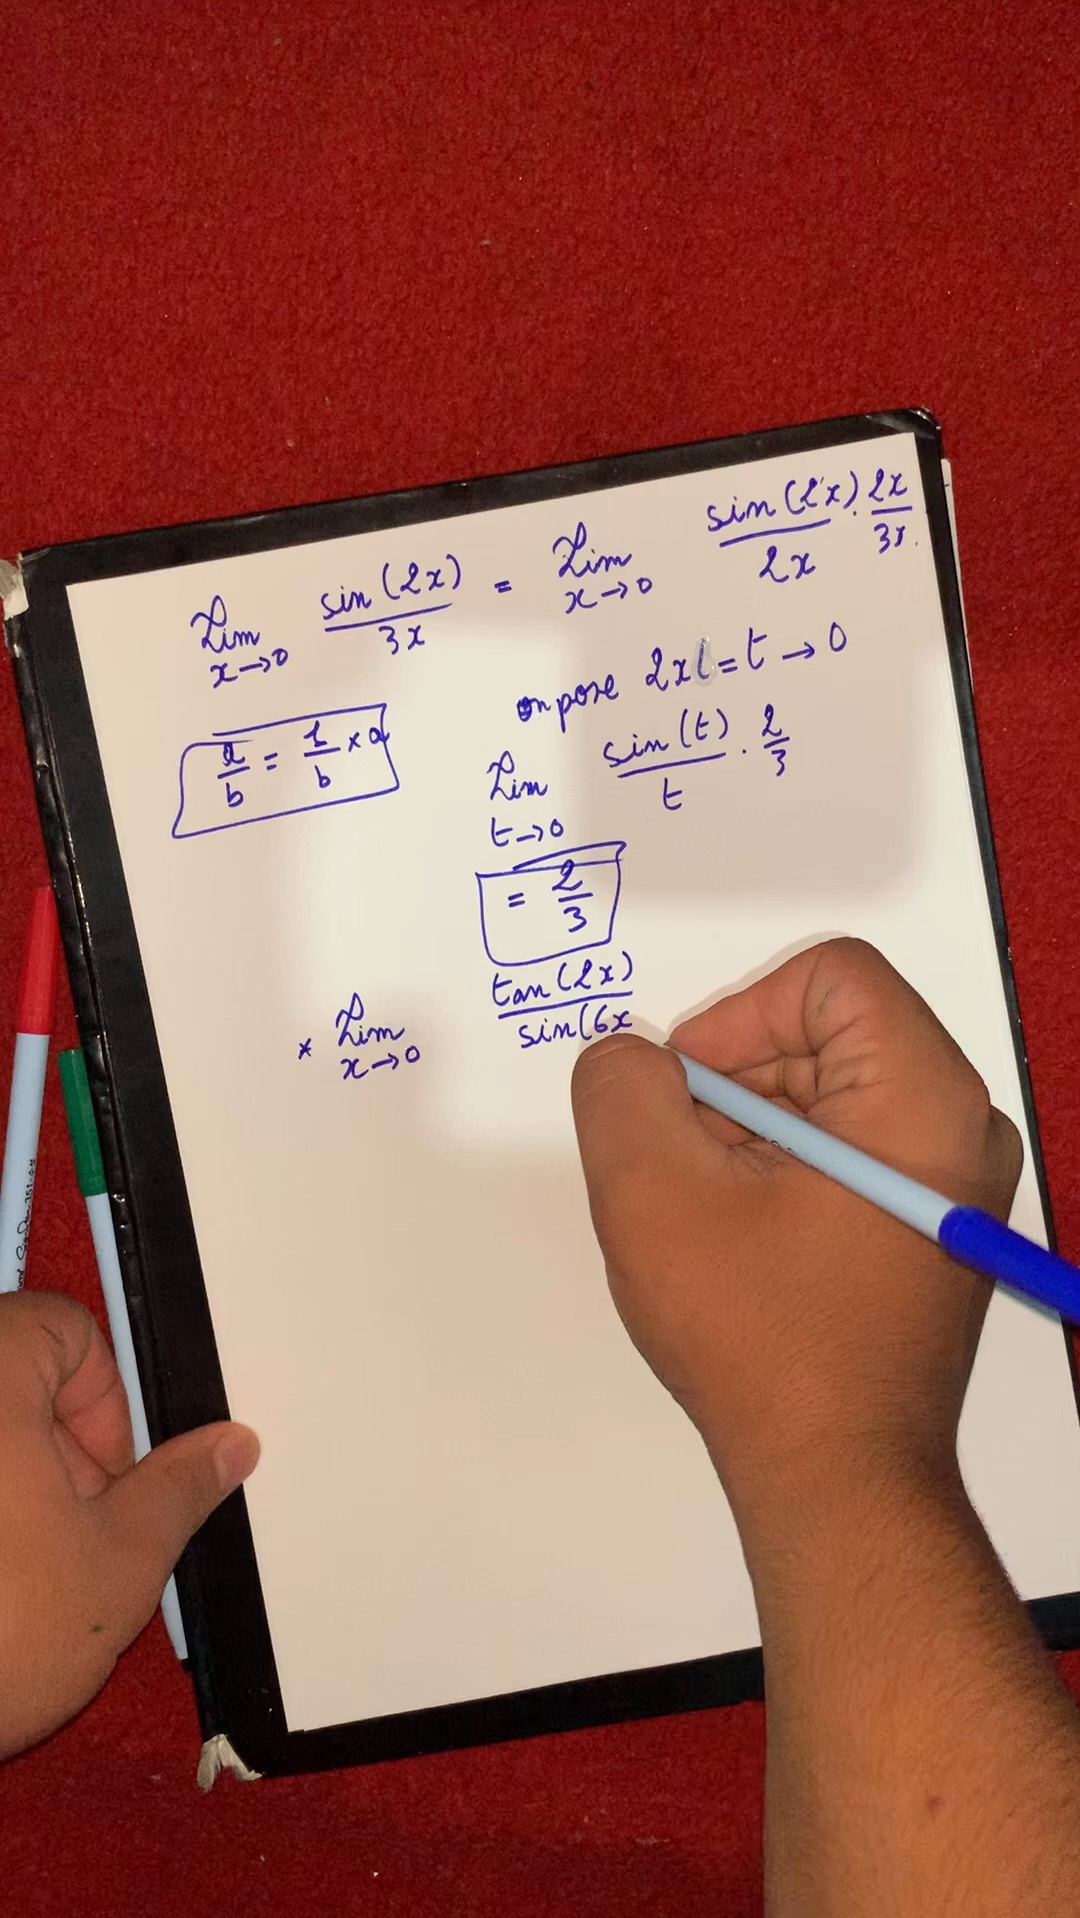 Lim x→0 sin(2x)/3x = Lim x→0 sin(2x)/2x . 2x/3x.
on pose 2x = t → 0
a/b = 1/b × a
Lim t→0 sin(t)/t . 2/3
= 2/3
× Lim x→0 tan(2x)/sin(6x